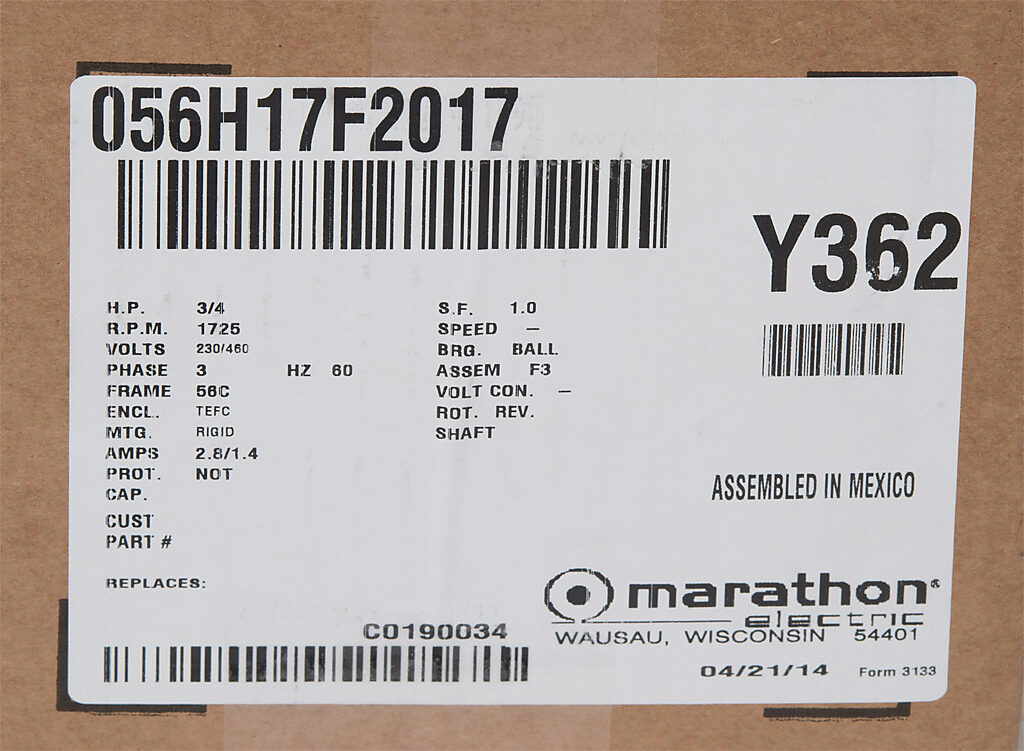 056H17F2017
Y362
H.P. 3/4 S.F. 1.0
R.P.M. 1725 SPEED –
VOLTS 230/460 BRG. BALL
PHASE 3 HZ 60 ASSEM F3
FRAME 56C VOLT CON. –
ENCL. TEFC ROT. REV.
MTG. RIGID SHAFT
AMPS 2.8/1.4
PROT. NOT
CAP.
ASSEMBLED IN MEXICO
CUST
PART #
REPLACES:
marathon®
electric
C0190034
WAUSAU, WISCONSIN 54401
04/21/14 Form 3133